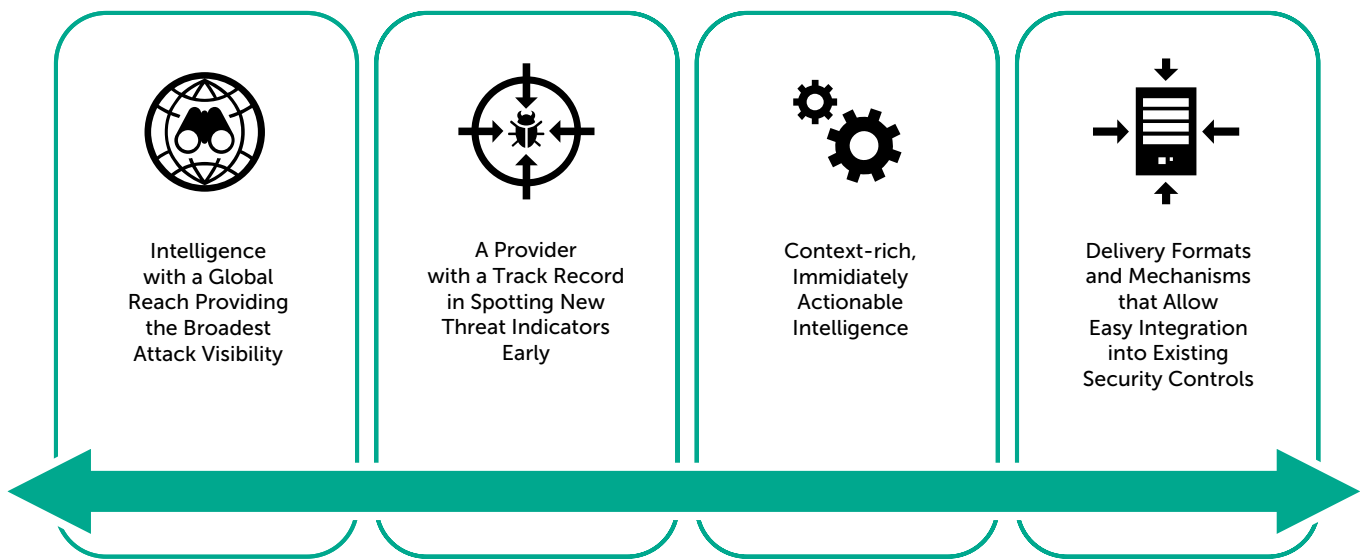 Intelligence
with a Global
Reach Providing
the Broadest
Attack Visibility
A Provider
with a Track Record
in Spotting New
Threat Indicators
Early
Context-rich,
Immidiately
Actionable
Intelligence
Delivery Formats
and Mechanisms
that Allow
Easy Integration
into Existing
Security Controls